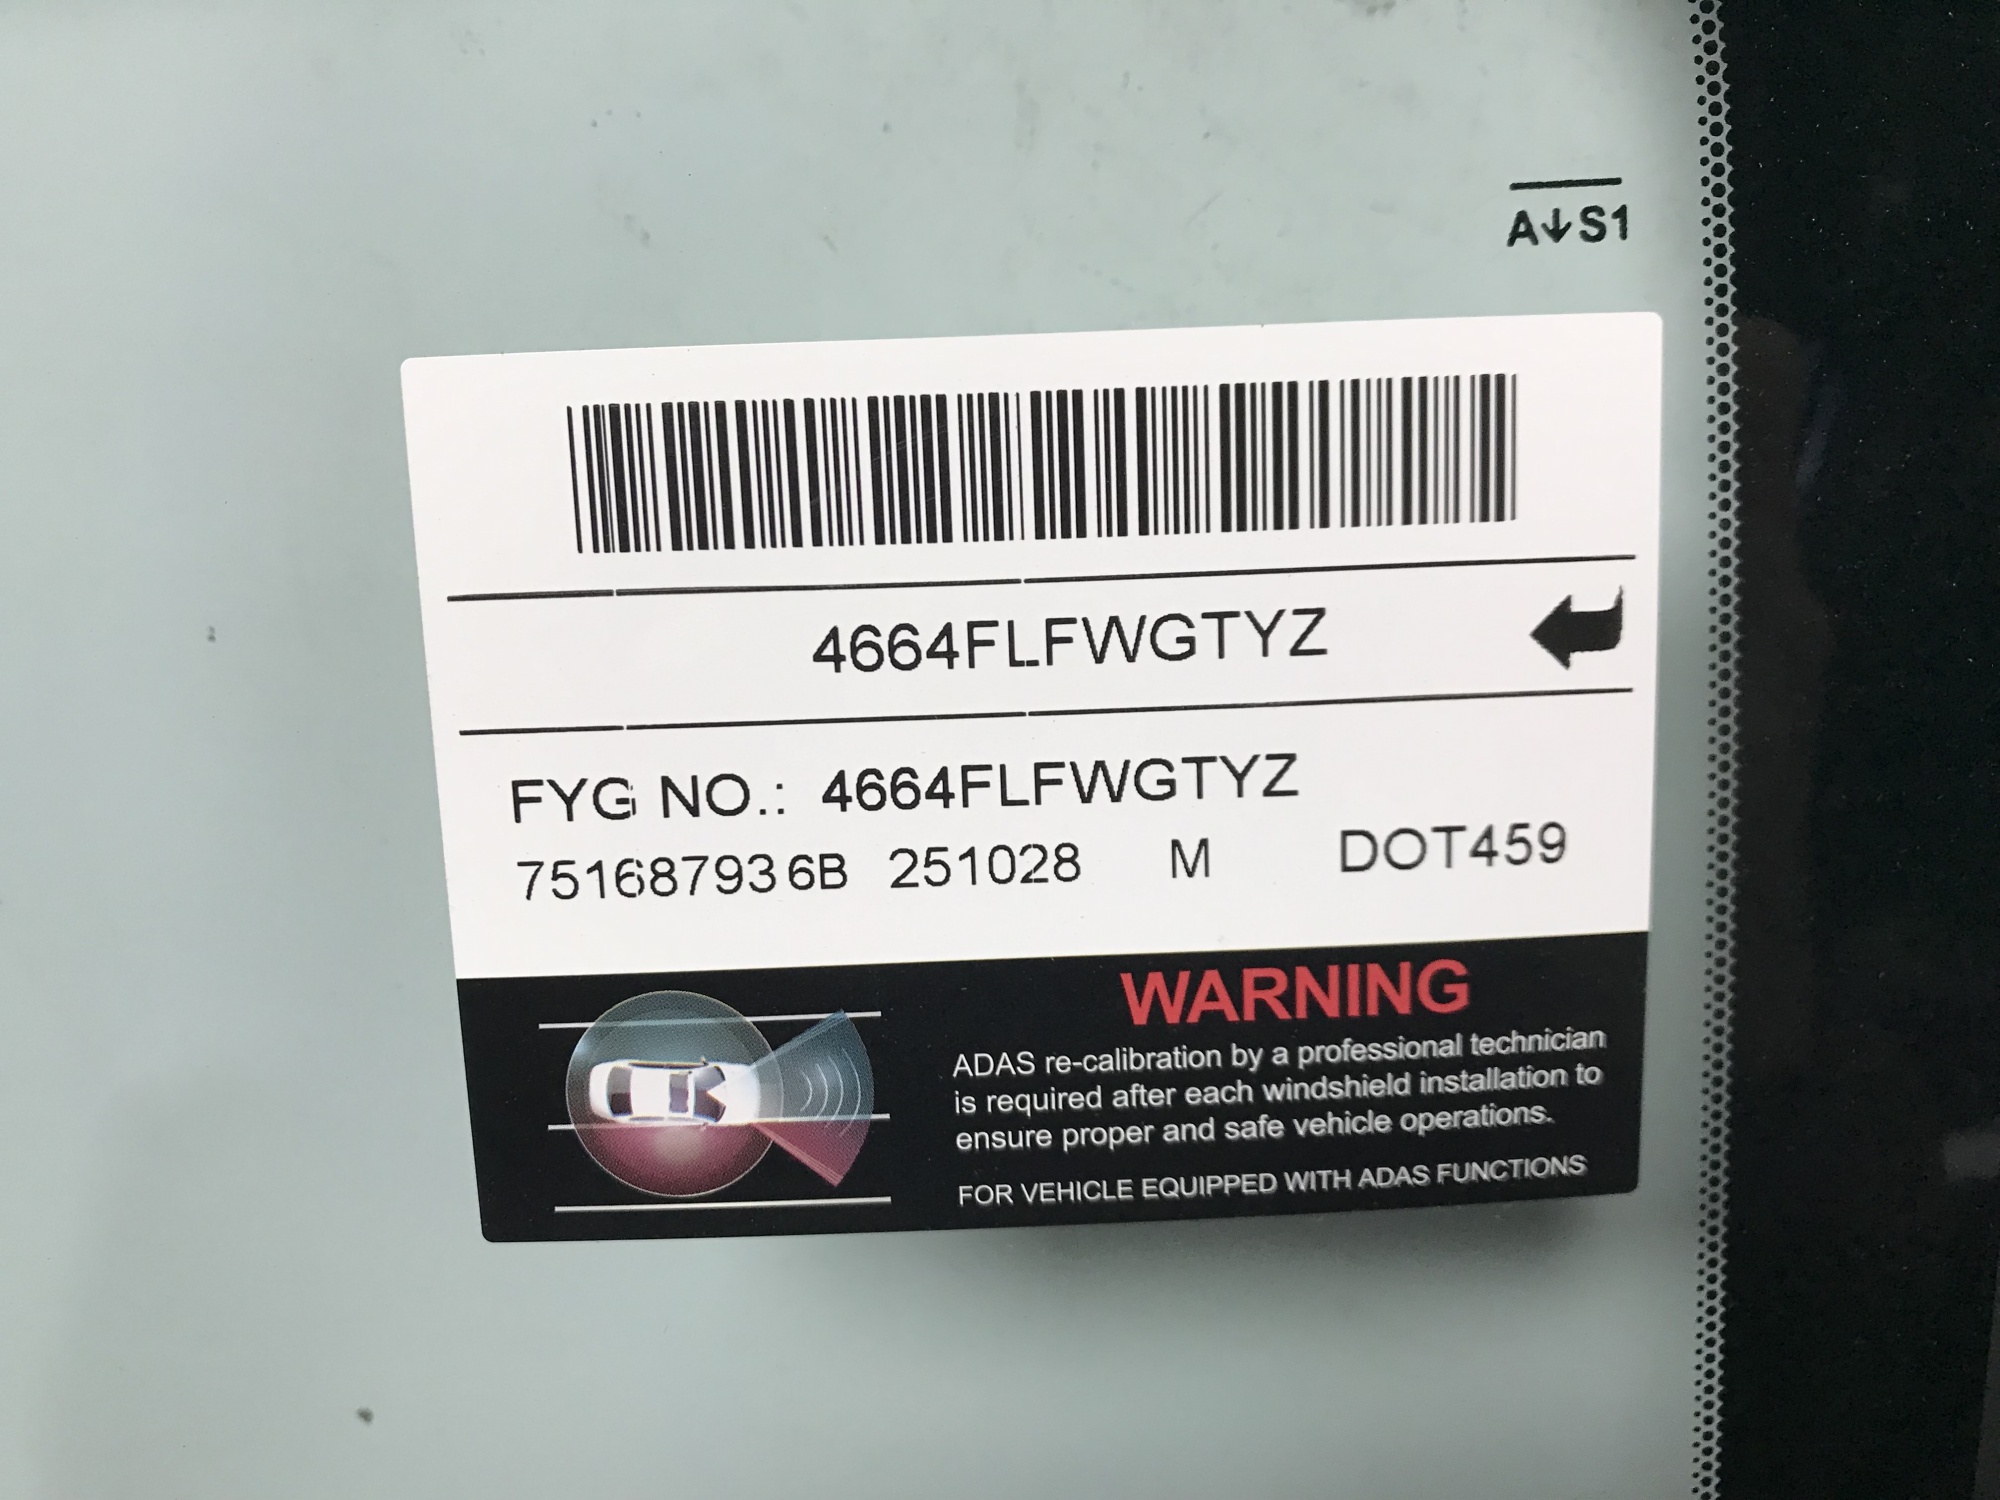 A↓S1
4664FLFWGTYZ
FYG NO.: 4664FLFWGTYZ
751687936B 251028 M DOT459
WARNING
ADAS re-calibration by a professional technician
is required after each windshield installation to
ensure proper and safe vehicle operations.
FOR VEHICLE EQUIPPED WITH ADAS FUNCTIONS